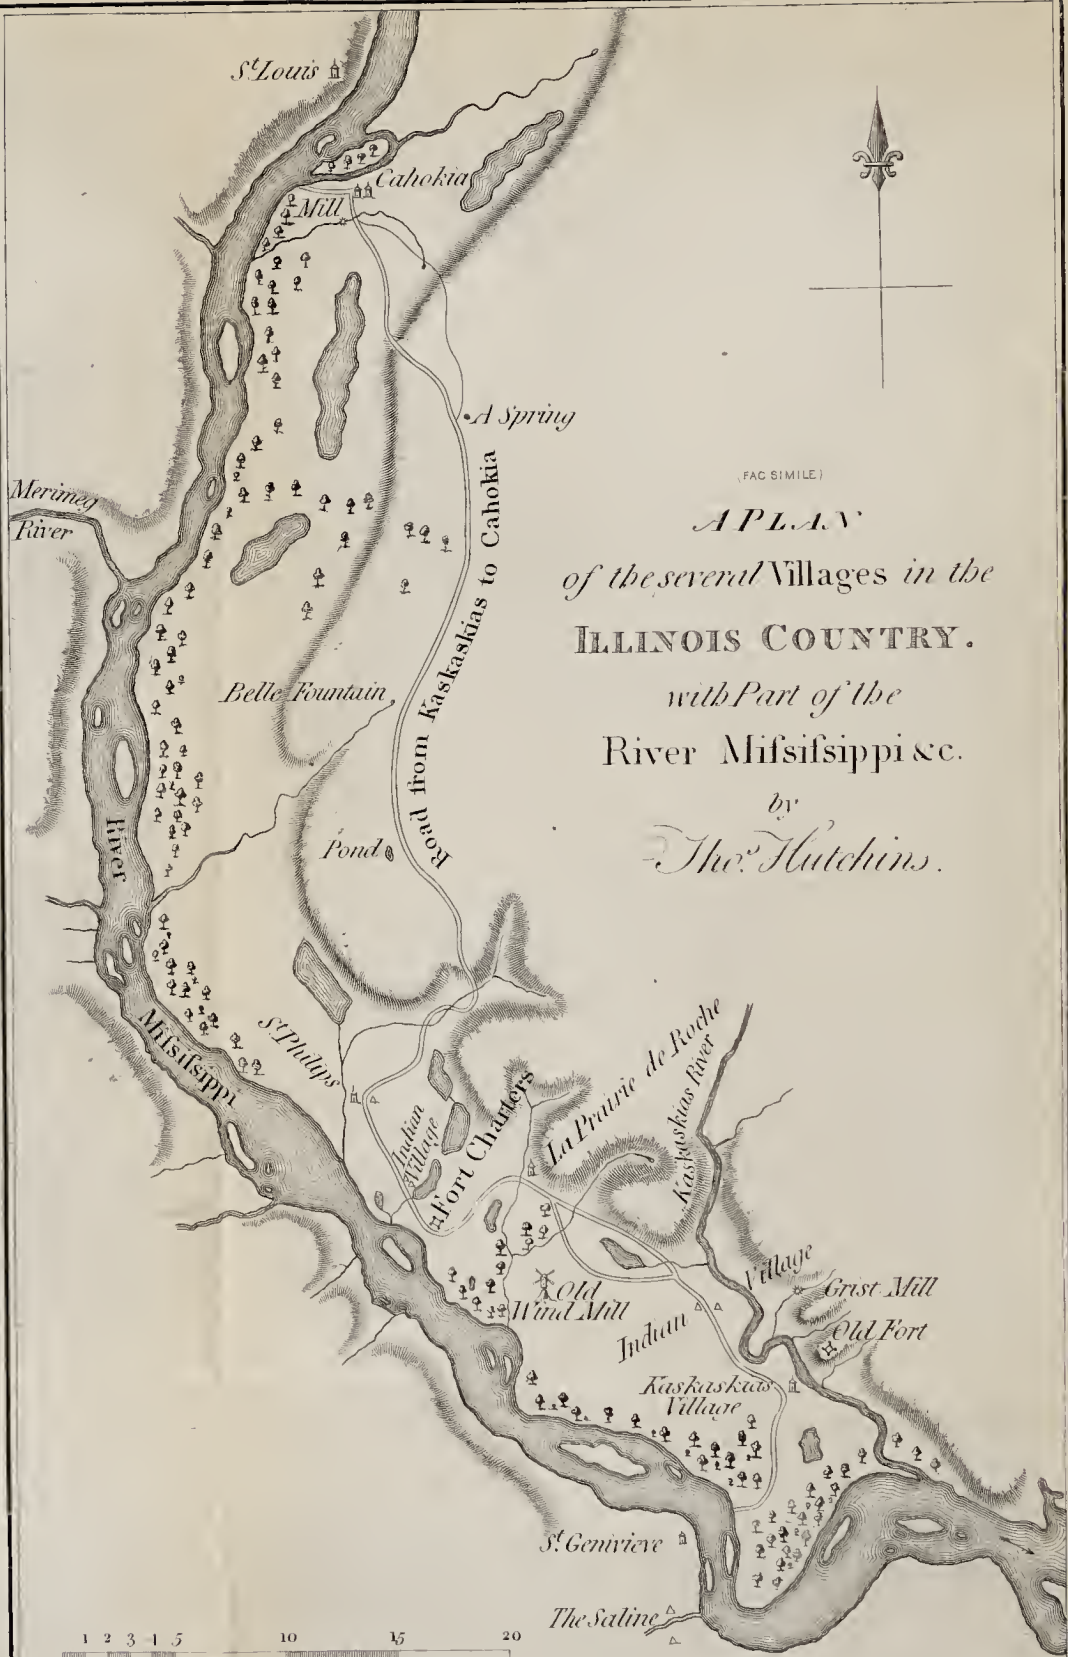 St. Louis
Cahokia
Mill
A Spring
Merimeg
River
(FAC SIMILE)
A PLAN
of the several Villages in the
ILLINOIS COUNTRY.
with Part of the
River Miſsiſsippi &c.
by
Thos. Hutchins.
Road from Kaskaskias to Cahokia
Belle Fountain
Pond
River
Miſsiſsippi
St. Philips
Indian
Village
Fort Charters
La Prairie de Roche
Kaskaskias River
Old
Wind Mill
Indian Village
Grist Mill
Old Fort
Kaskaskias
Village
St. Genivieve
The Saline
1 2 3 4 5 10 15 20